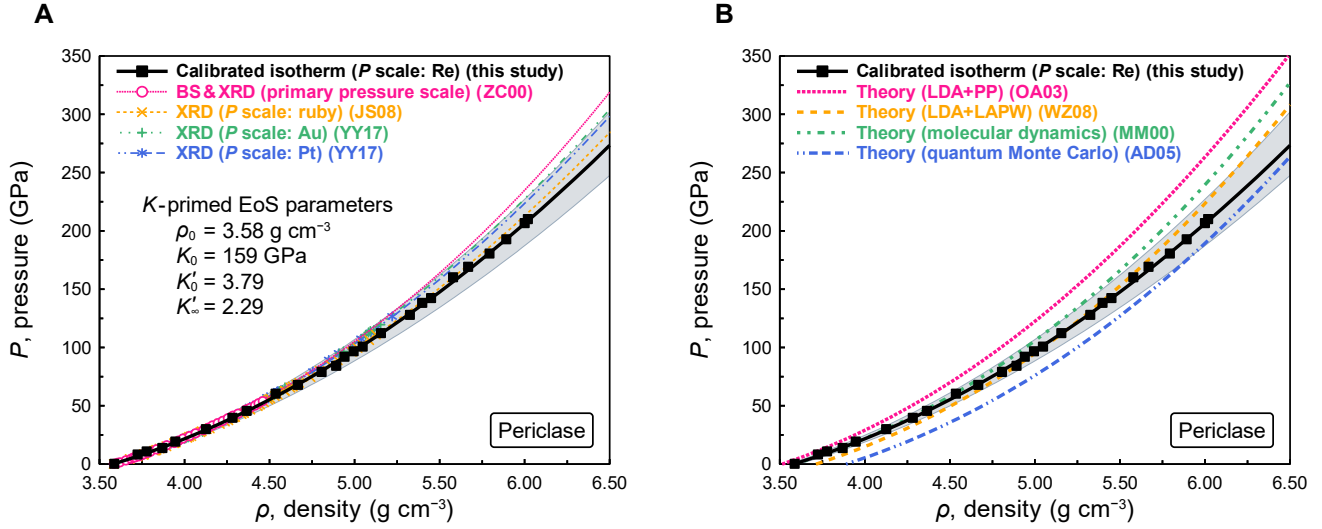 A
350
300
250
200
150
100
50
0
P, pressure (GPa)
Calibrated isotherm (P scale: Re) (this study)
BS & XRD (primary pressure scale) (ZC00)
XRD (P scale: ruby) (JS08)
XRD (P scale: Au) (YY17)
XRD (P scale: Pt) (YY17)
K-primed EoS parameters
ρ₀ = 3.58 g cm⁻³
K₀ = 159 GPa
K′₀ = 3.79
K′∞ = 2.29
Periclase
3.50 4.00 4.50 5.00 5.50 6.00 6.50
ρ, density (g cm⁻³)
B
350
300
250
200
150
100
50
0
P, pressure (GPa)
Calibrated isotherm (P scale: Re) (this study)
Theory (LDA+PP) (OA03)
Theory (LDA+LAPW) (WZ08)
Theory (molecular dynamics) (MM00)
Theory (quantum Monte Carlo) (AD05)
Periclase
3.50 4.00 4.50 5.00 5.50 6.00 6.50
ρ, density (g cm⁻³)